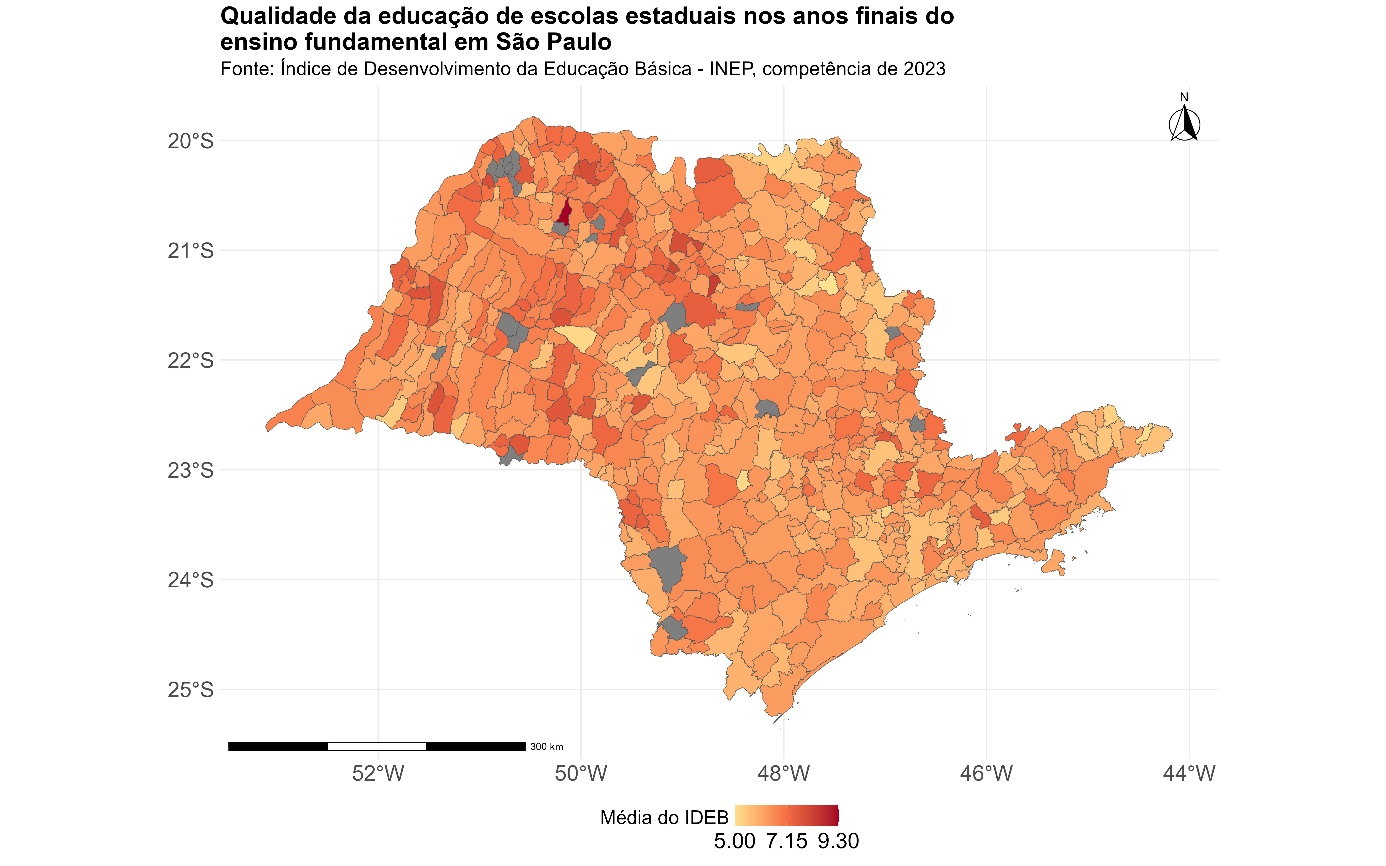 Qualidade da educação de escolas estaduais nos anos finais do
ensino fundamental em São Paulo
Fonte: Índice de Desenvolvimento da Educação Básica - INEP, competência de 2023
N
20°S
21°S
22°S
23°S
24°S
25°S
300 km
52°W 50°W 48°W 46°W 44°W
Média do IDEB
5.00 7.15 9.30